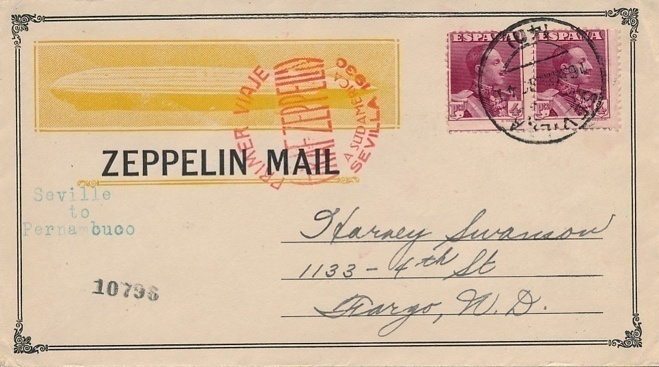 ESPAÑA ESPAÑA
PRIMER VIAJE
GRAF ZEPPELIN
A SUDAMERICA
SEVILLA 1930
ZEPPELIN MAIL
Seville
to
Pernambuco
Harvey Swanson
1133 - 4th St
Fargo, N.D.
10796